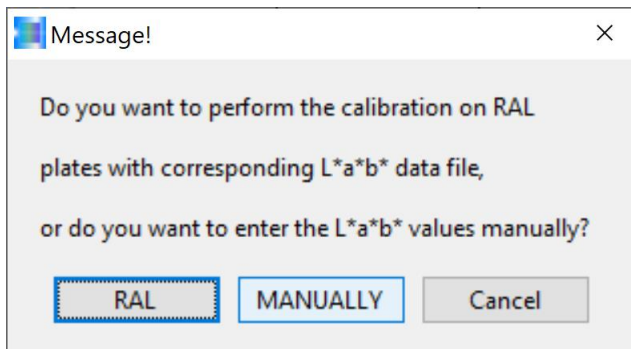 Message!
Do you want to perform the calibration on RAL
plates with corresponding L*a*b* data file,
or do you want to enter the L*a*b* values manually?
RAL MANUALLY Cancel